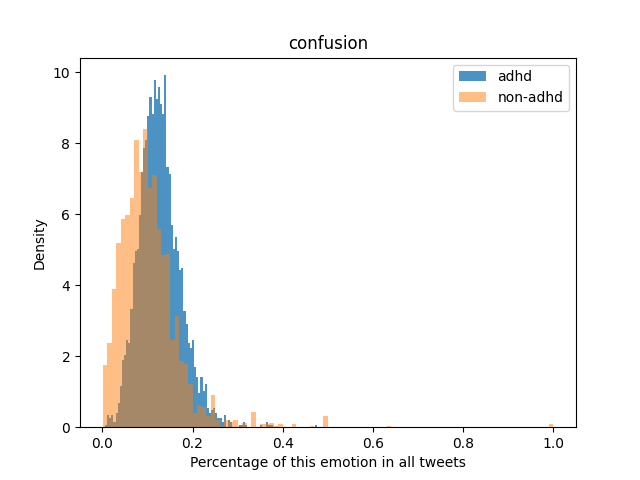 confusion
adhd
non-adhd
Density
10
8
6
4
2
0
0.0 0.2 0.4 0.6 0.8 1.0
Percentage of this emotion in all tweets